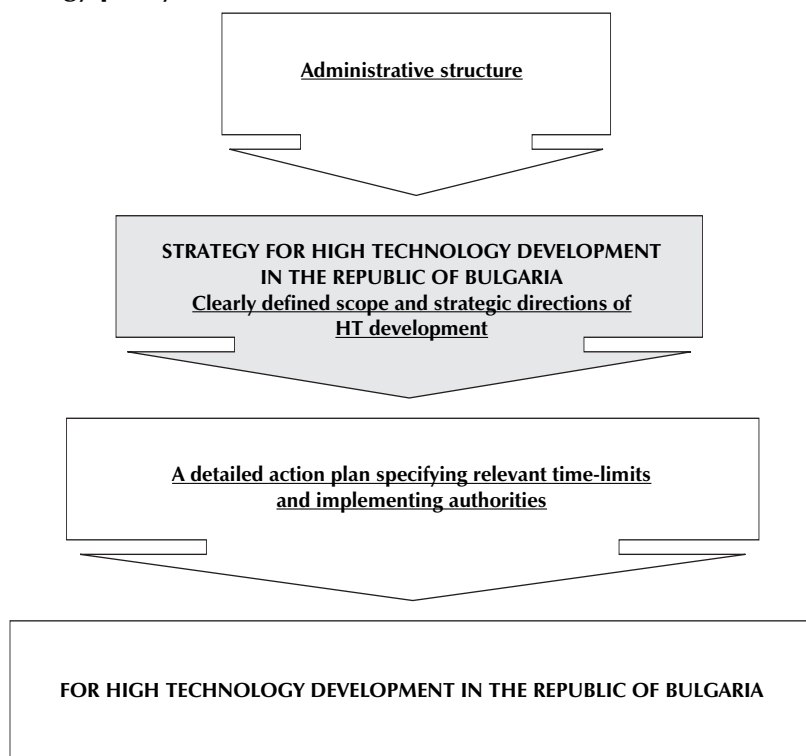 Administrative structure
STRATEGY FOR HIGH TECHNOLOGY DEVELOPMENT
IN THE REPUBLIC OF BULGARIA
Clearly defined scope and strategic directions of
HT development
A detailed action plan specifying relevant time-limits
and implementing authorities
FOR HIGH TECHNOLOGY DEVELOPMENT IN THE REPUBLIC OF BULGARIA